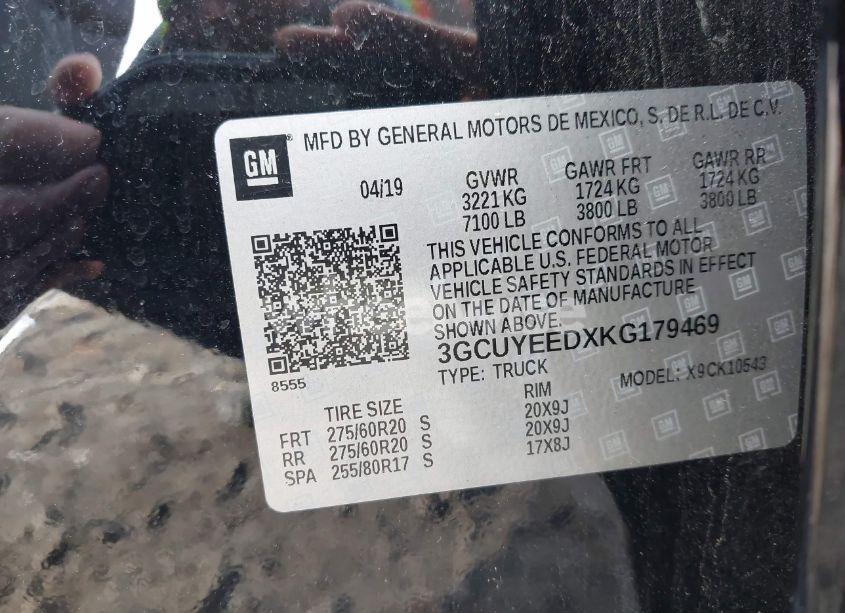 GM
MFD BY GENERAL MOTORS DE MEXICO, S. DE R.L. DE C.V.
04/19 GVWR GAWR FRT GAWR RR
3221 KG 1724 KG 1724 KG
7100 LB 3800 LB 3800 LB
THIS VEHICLE CONFORMS TO ALL
APPLICABLE U.S. FEDERAL MOTOR
VEHICLE SAFETY STANDARDS IN EFFECT
ON THE DATE OF MANUFACTURE
SHOWN ABOVE.
3GCUYEEDXKG179469
8555
TYPE: TRUCK MODEL: X9CK10543
TIRE SIZE RIM
FRT 275/60R20 S 20X9J
RR 275/60R20 S 20X9J
SPA 255/80R17 S 17X8J